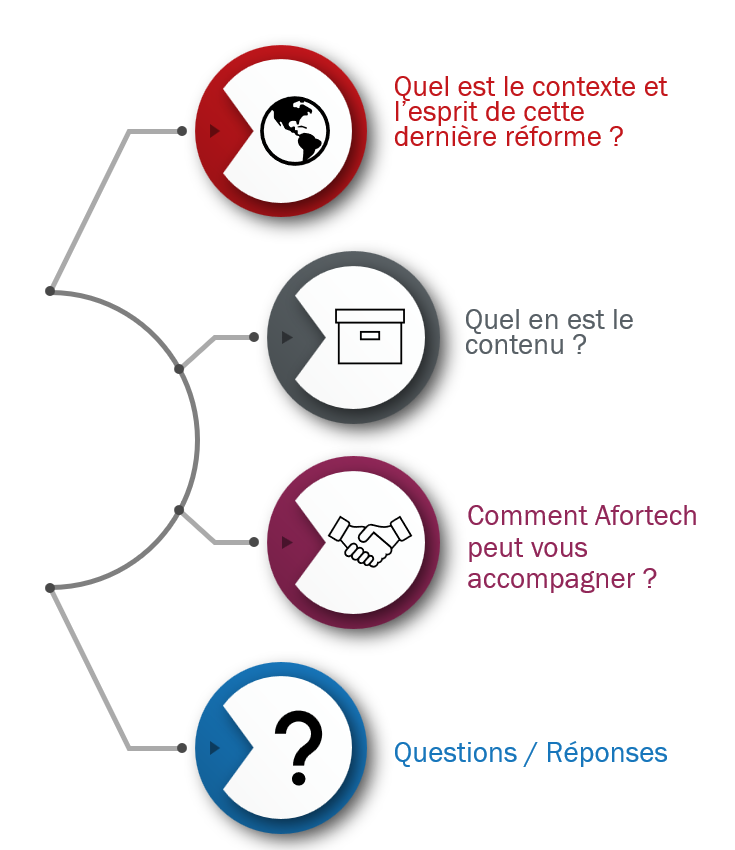 Quel est le contexte et
l'esprit de cette
dernière réforme ?
Quel en est le
contenu ?
Comment Afortech
peut vous
accompagner ?
Questions / Réponses